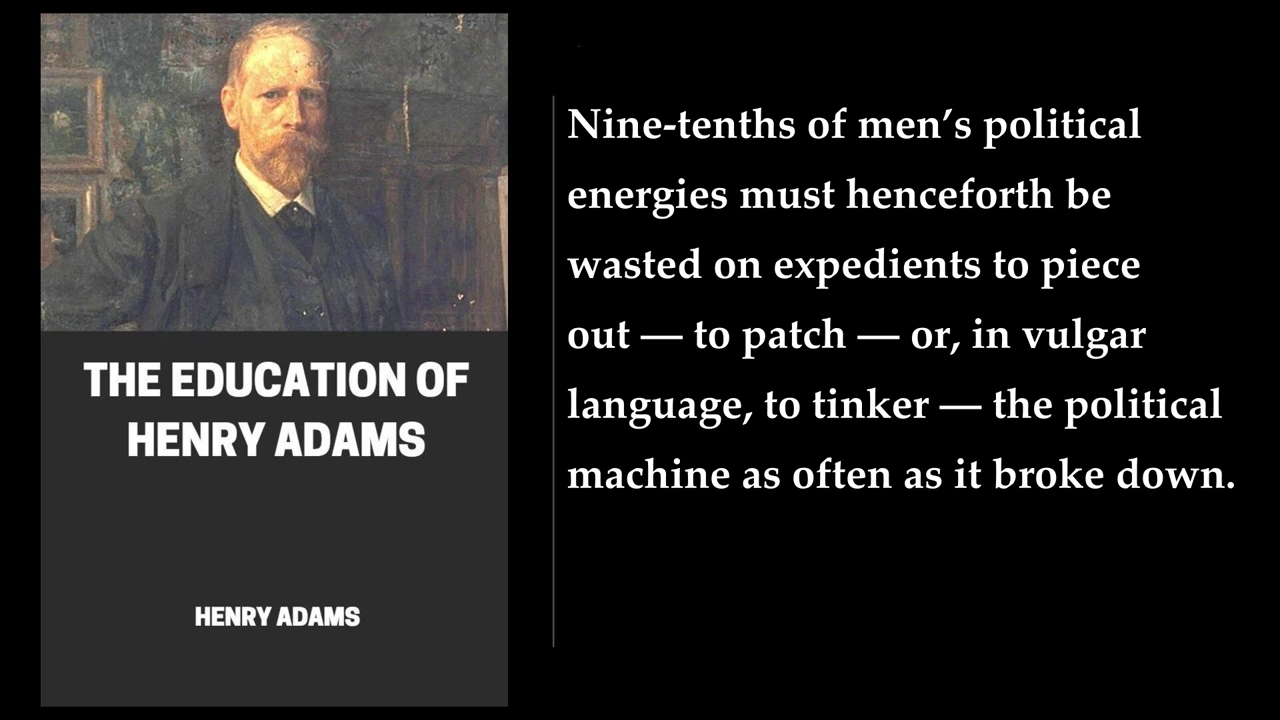 THE EDUCATION OF
HENRY ADAMS
HENRY ADAMS
Nine-tenths of men’s political
energies must henceforth be
wasted on expedients to piece
out — to patch — or, in vulgar
language, to tinker — the political
machine as often as it broke down.